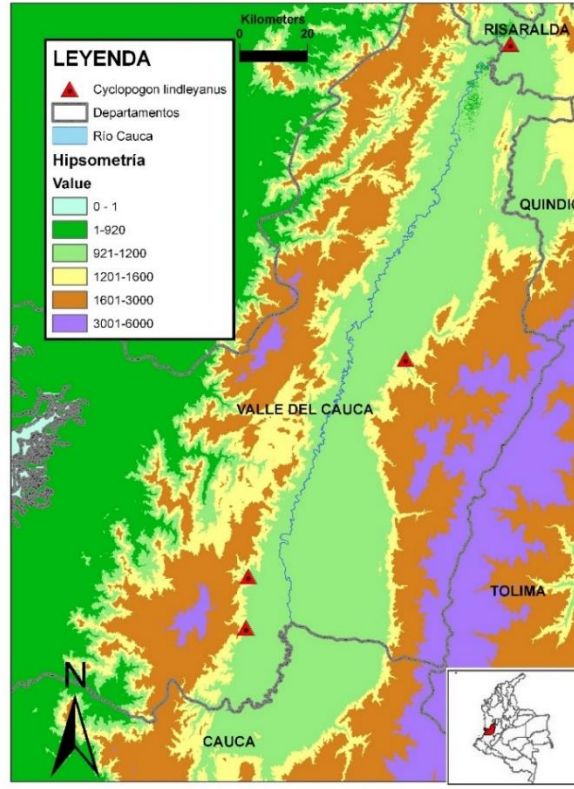 Kilometers
0 20
RISARALDA
LEYENDA
Cyclopogon lindleyanus
Departamentos
Río Cauca
Hipsometría
Value
0 - 1
1-920
921-1200
1201-1600
1601-3000
3001-6000
QUINDIO
VALLE DEL CAUCA
TOLIMA
N
CAUCA